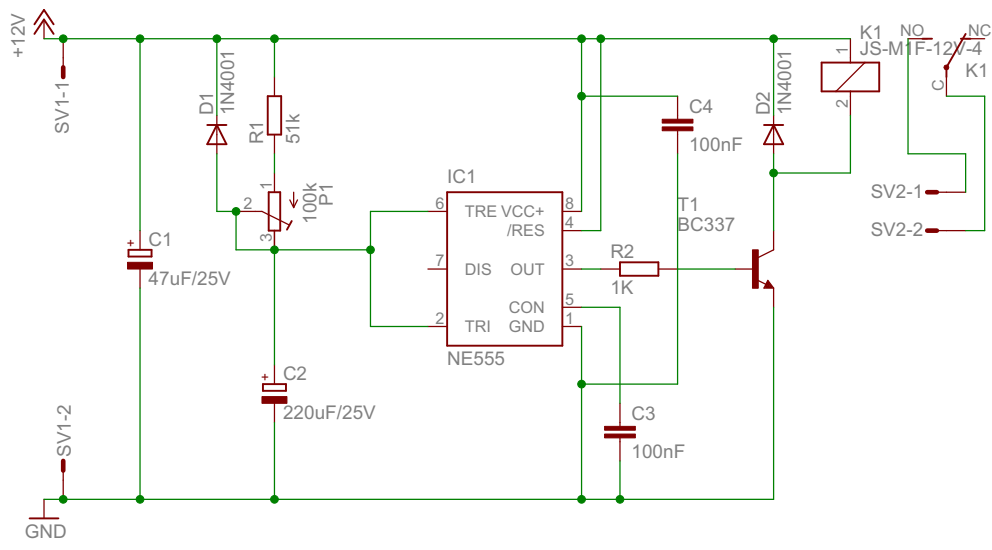 +12V
SV1-1
C1
47uF/25V
D1
1N4001
R1
51k
1
2
3
100k
P1
C2
220uF/25V
SV1-2
GND
IC1
6
7
2
TRE
DIS
TRI
VCC+
/RES
OUT
CON
GND
8
4
3
5
1
NE555
C4
100nF
R2
1K
T1
BC337
C3
100nF
D2
1N4001
K1
JS-M1F-12V-4
1
2
NO
NC
C
K1
SV2-1
SV2-2
+
+